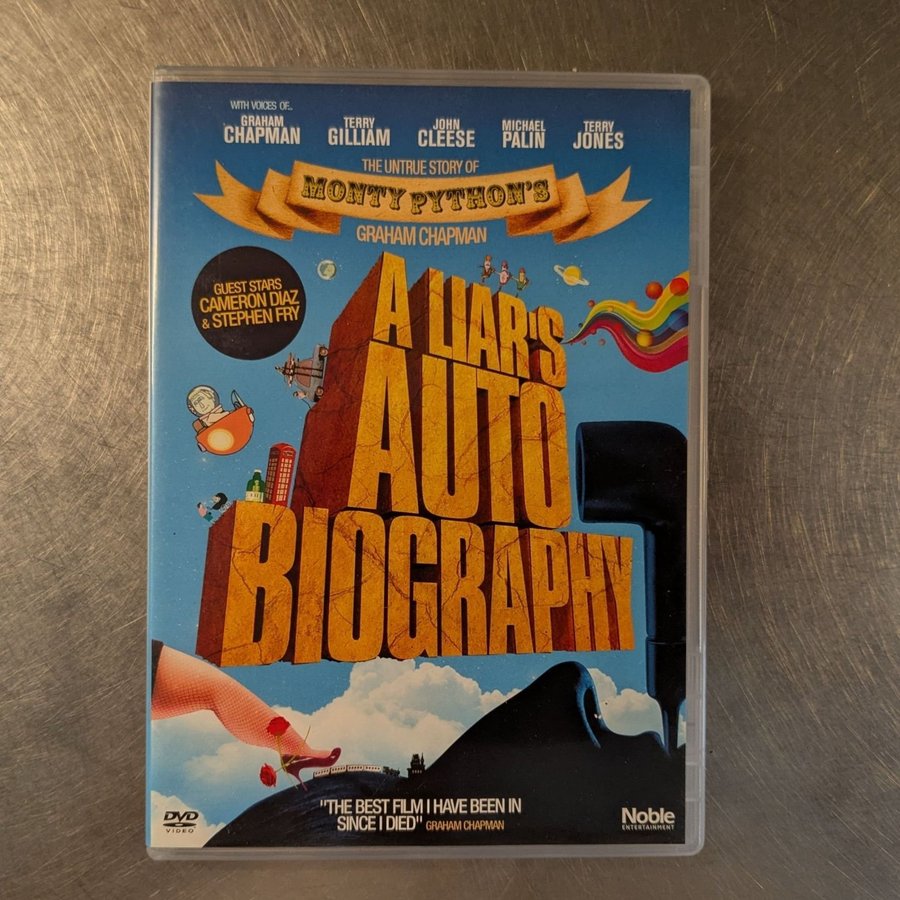 WITH VOICES OF...
GRAHAM CHAPMAN
TERRY GILLIAM
JOHN CLEESE
MICHAEL PALIN
TERRY JONES
THE UNTRUE STORY OF
MONTY PYTHON'S
GRAHAM CHAPMAN
GUEST STARS
CAMERON DIAZ
& STEPHEN FRY
A LIAR'S
AUTO
BIOGRAPHY
"THE BEST FILM I HAVE BEEN IN
SINCE I DIED" GRAHAM CHAPMAN
DVD
VIDEO
Noble
ENTERTAINMENT